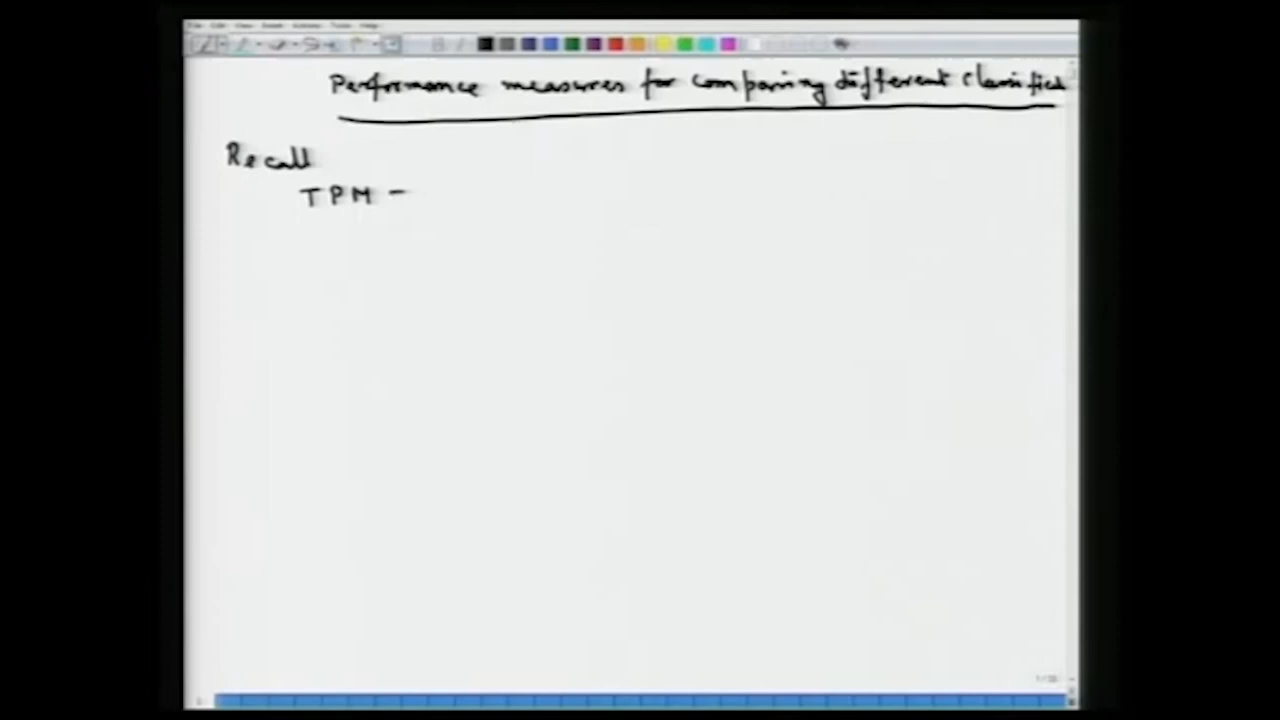 Performance measures for comparing different Classific
Recall
TPM -